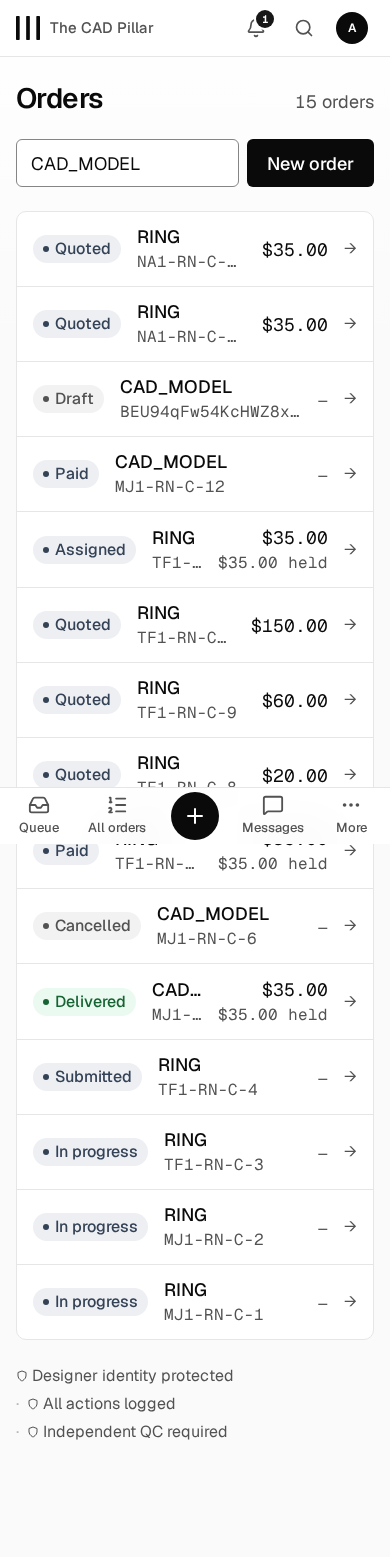 The CAD Pillar
1
A
Orders
15 orders
CAD_MODEL
New order
Quoted RING $35.00 →
NA1-RN-C-…
Quoted RING $35.00 →
NA1-RN-C-…
Draft CAD_MODEL – →
BEU94qFw54KcHWZ8x…
Paid CAD_MODEL – →
MJ1-RN-C-12
Assigned RING $35.00 →
TF1-… $35.00 held
Quoted RING $150.00 →
TF1-RN-C…
Quoted RING $60.00 →
TF1-RN-C-9
Quoted RING $20.00 →
TF1-RN-C-8
Queue All orders + Messages More
Paid
TF1-RN-… $35.00 held
Cancelled CAD_MODEL – →
MJ1-RN-C-6
Delivered CAD… $35.00 →
MJ1-… $35.00 held
Submitted RING – →
TF1-RN-C-4
In progress RING – →
TF1-RN-C-3
In progress RING – →
MJ1-RN-C-2
In progress RING – →
MJ1-RN-C-1
Designer identity protected
· All actions logged
· Independent QC required